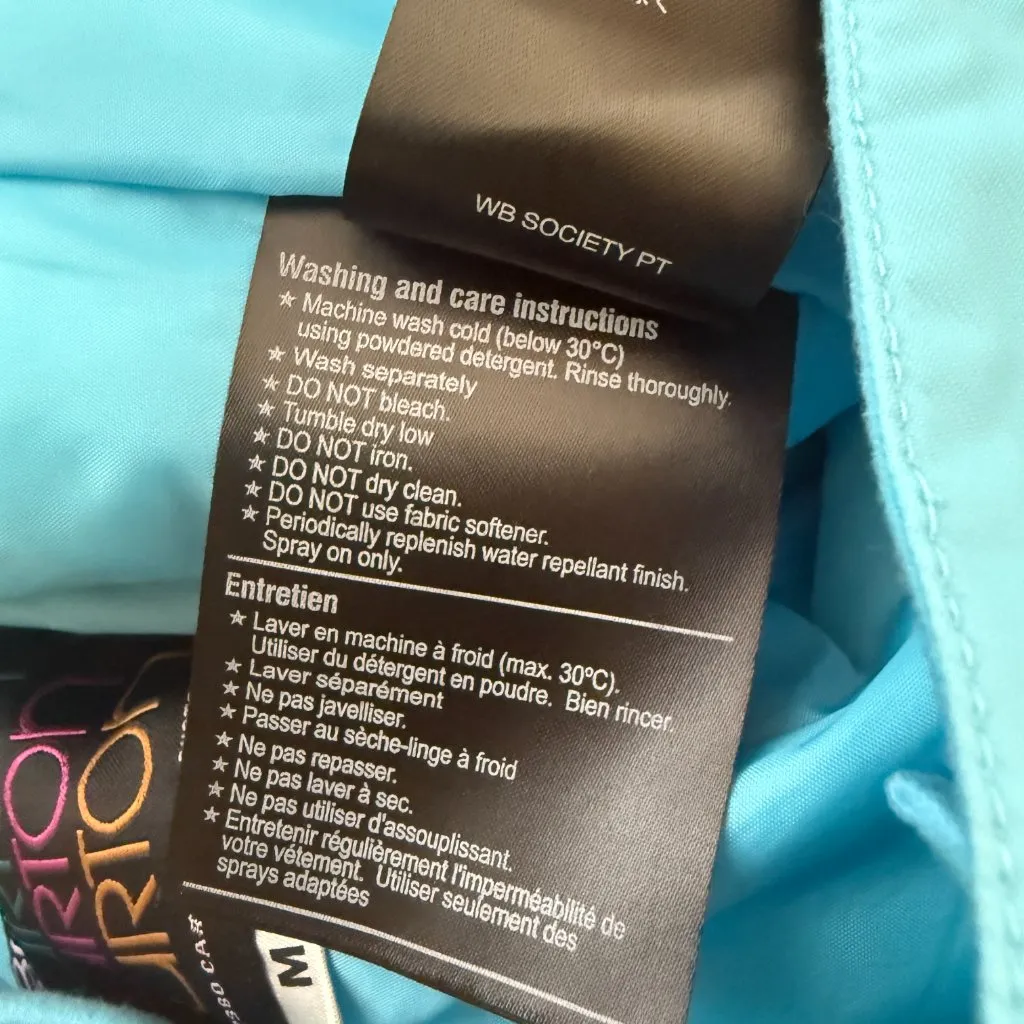 WB SOCIETY PT
Washing and care instructions
★ Machine wash cold (below 30°C)
using powdered detergent. Rinse thoroughly.
★ Wash separately
★ DO NOT bleach.
★ Tumble dry low
★ DO NOT iron.
★ DO NOT dry clean.
★ DO NOT use fabric softener.
★ Periodically replenish water repellant finish.
Spray on only.
Entretien
★ Laver en machine à froid (max. 30ºC).
Utiliser du détergent en poudre. Bien rincer.
★ Laver séparément
★ Ne pas javelliser.
★ Passer au sèche-linge à froid
★ Ne pas repasser.
★ Ne pas laver à sec.
★ Ne pas utiliser d'assouplissant.
★ Entretenir régulièrement l'imperméabilité de
votre vétement. Utiliser seulement des
sprays adaptées
M